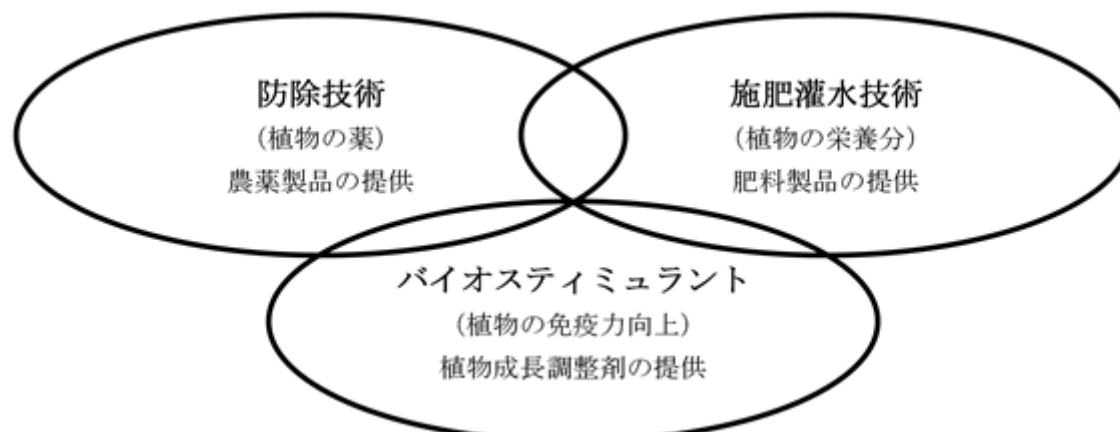 防除技術
(植物の薬)
農薬製品の提供
施肥灌水技術
(植物の栄養分)
肥料製品の提供
バイオスティミュラント
(植物の免疫力向上)
植物成長調整剤の提供